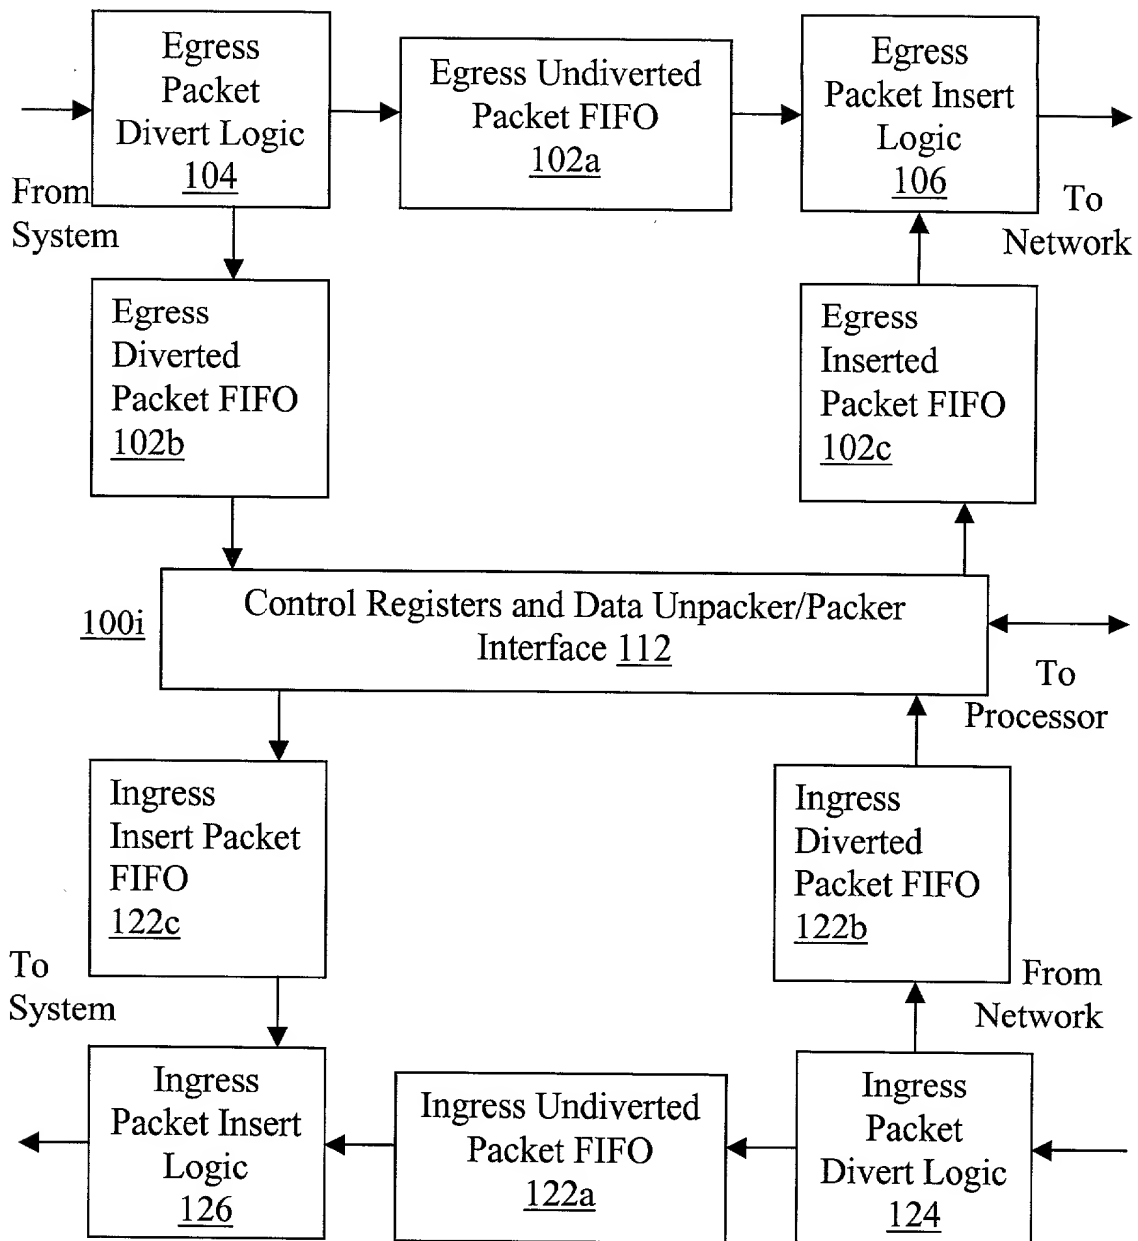 Egress
Packet
Divert Logic
104
Egress Undiverted
Packet FIFO
102a
Egress
Packet Insert
Logic
106
From
System
To
Network
Egress
Diverted
Packet FIFO
102b
Egress
Inserted
Packet FIFO
102c
100i
Control Registers and Data Unpacker/Packer
Interface 112
To
Processor
Ingress
Insert Packet
FIFO
122c
Ingress
Diverted
Packet FIFO
122b
To
System
From
Network
Ingress
Packet Insert
Logic
126
Ingress Undiverted
Packet FIFO
122a
Ingress
Packet
Divert Logic
124